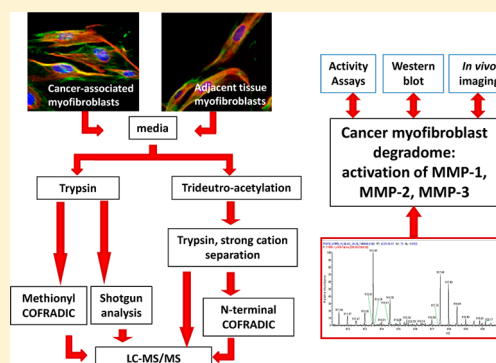 Cancer-associated
myofibroblasts
Adjacent tissue
myofibroblasts
media
Trypsin
Trideutro-acetylation
Trypsin, strong cation
separation
Methionyl
COFRADIC
Shotgun
analysis
N-terminal
COFRADIC
LC-MS/MS
Activity
Assays
Western
blot
In vivo
imaging
Cancer myofibroblast
degradome:
activation of MMP-1,
MMP-2, MMP-3